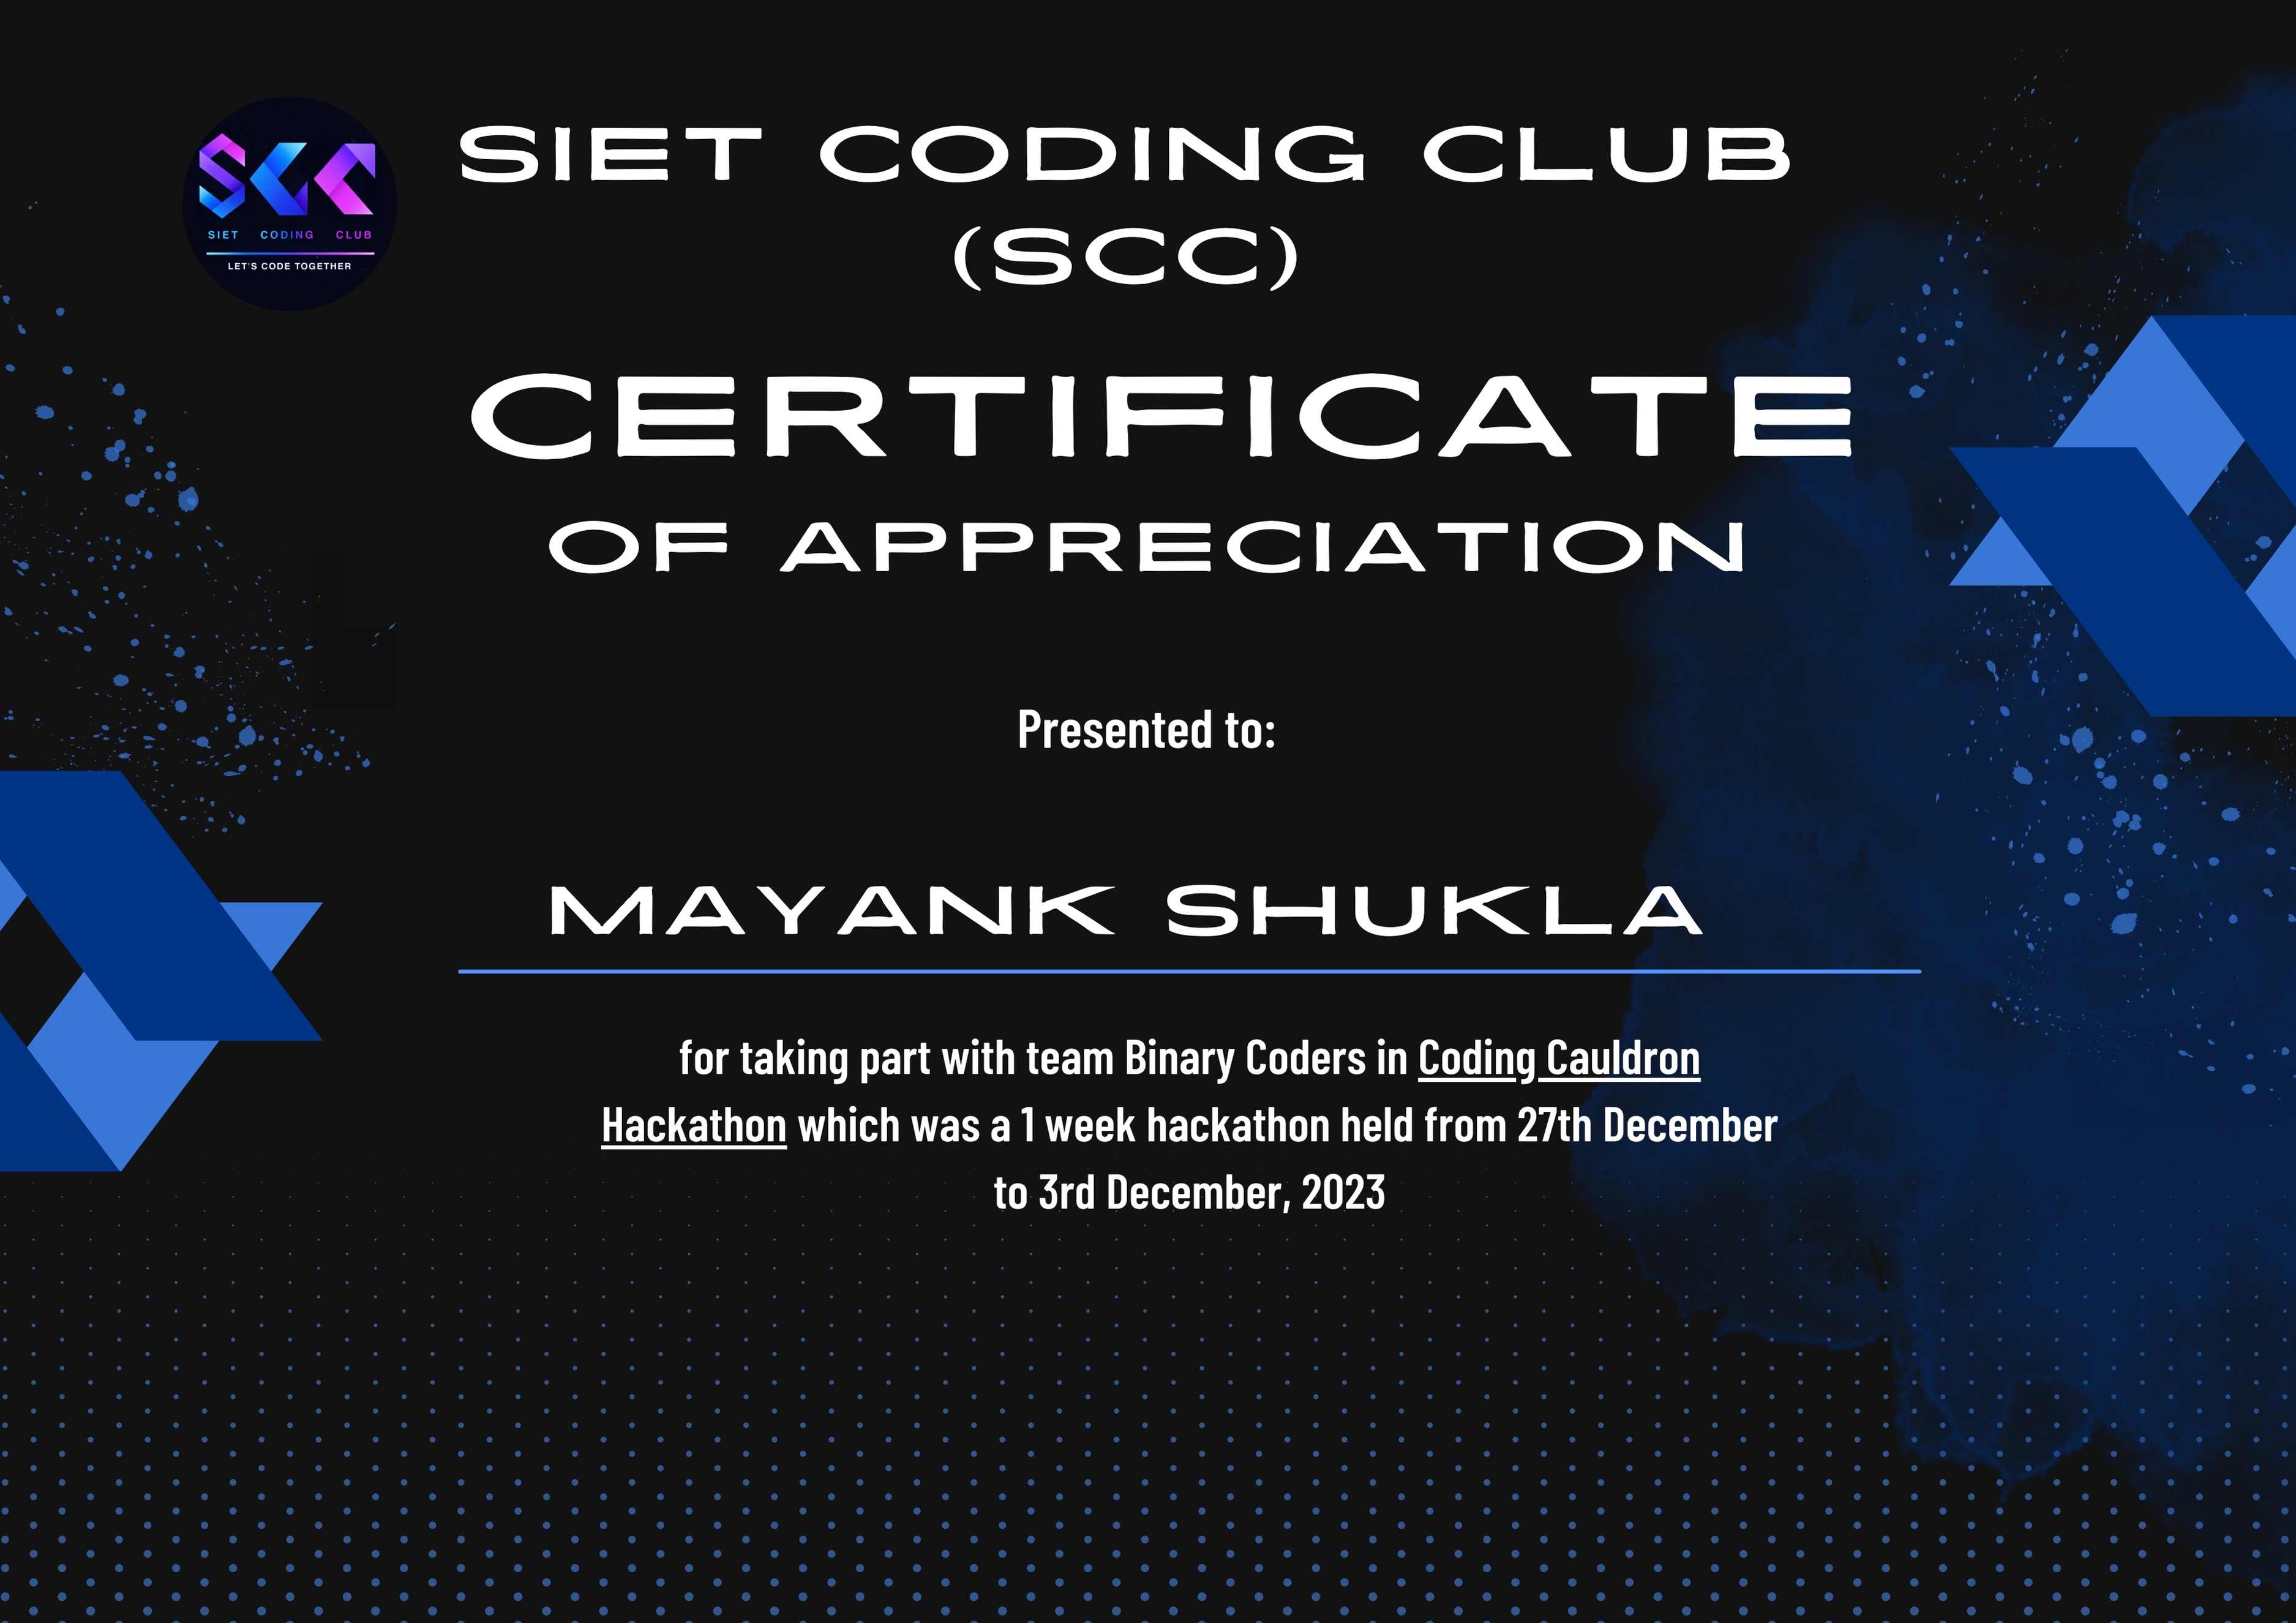 SCC
SIET CODING CLUB
LET'S CODE TOGETHER
SIET CODING CLUB
(SCC)
CERTIFICATE
OF APPRECIATION
Presented to:
MAYANK SHUKLA
for taking part with team Binary Coders in Coding Cauldron
Hackathon which was a 1 week hackathon held from 27th December
to 3rd December, 2023